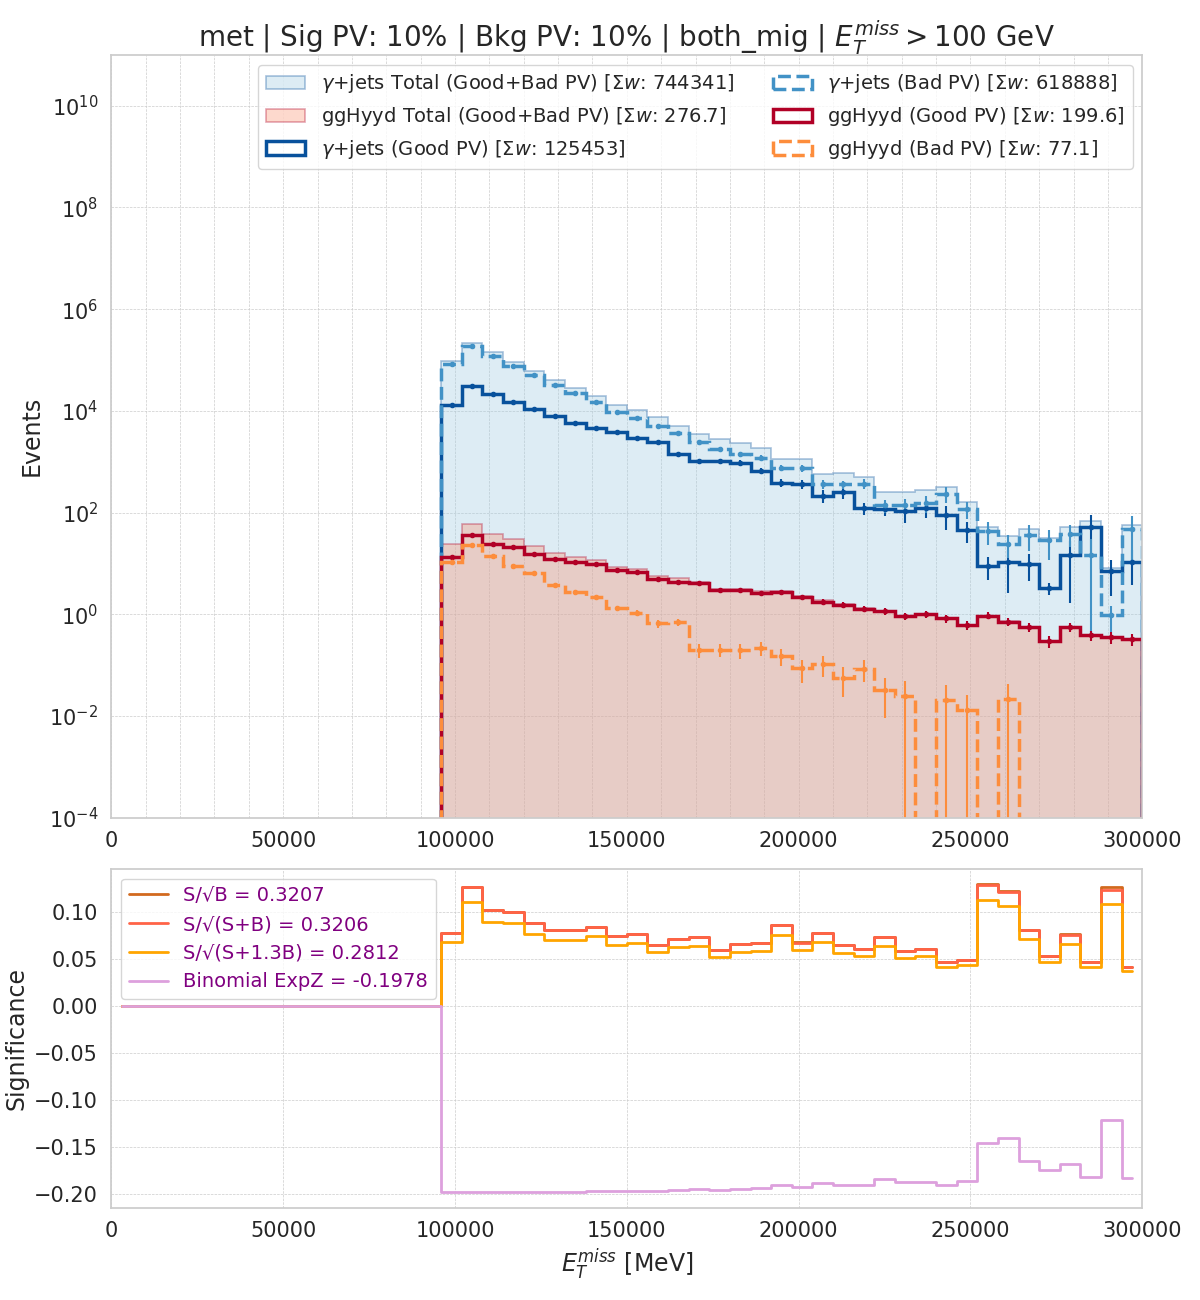 met | Sig PV: 10% | Bkg PV: 10% | both_mig | E_T^miss > 100 GeV
γ+jets Total (Good+Bad PV) [Σw: 744341]
ggHyyd Total (Good+Bad PV) [Σw: 276.7]
γ+jets (Good PV) [Σw: 125453]
γ+jets (Bad PV) [Σw: 618888]
ggHyyd (Good PV) [Σw: 199.6]
ggHyyd (Bad PV) [Σw: 77.1]
Events
10^10
10^8
10^6
10^4
10^2
10^0
10^−2
10^−4
0 50000 100000 150000 200000 250000 300000
S/√B = 0.3207
S/√(S+B) = 0.3206
S/√(S+1.3B) = 0.2812
Binomial ExpZ = -0.1978
Significance
0.10
0.05
0.00
−0.05
−0.10
−0.15
−0.20
0 50000 100000 150000 200000 250000 300000
E_T^miss [MeV]